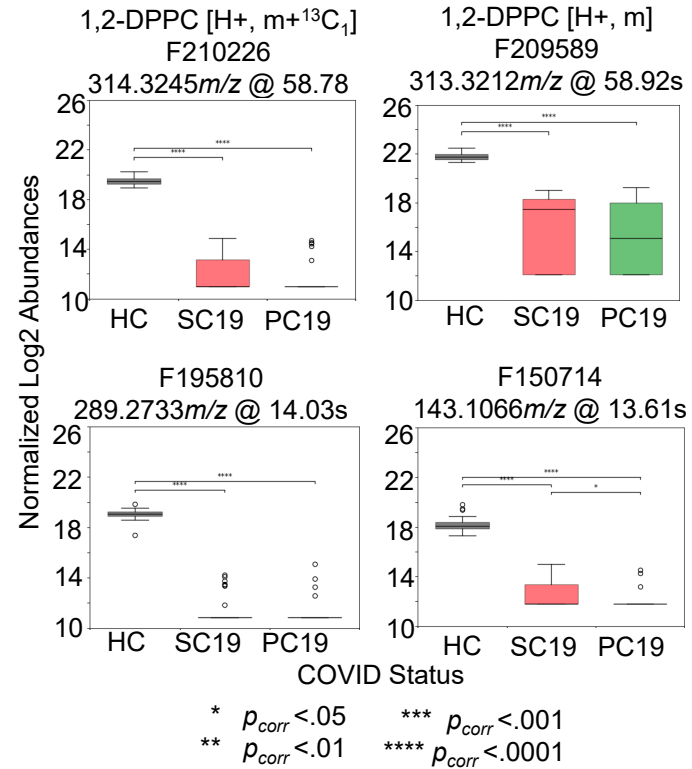 1,2-DPPC [H+, m+¹³C₁]
F210226
314.3245m/z @ 58.78
1,2-DPPC [H+, m]
F209589
313.3212m/z @ 58.92s
Normalized Log2 Abundances
26
22
18
14
10
****
****
HC SC19 PC19
26
22
18
14
10
****
****
HC SC19 PC19
F195810
289.2733m/z @ 14.03s
F150714
143.1066m/z @ 13.61s
26
22
18
14
10
****
****
HC SC19 PC19
26
22
18
14
10
****
****
*
HC SC19 PC19
COVID Status
* pcorr <.05 *** pcorr <.001
** pcorr <.01 **** pcorr <.0001